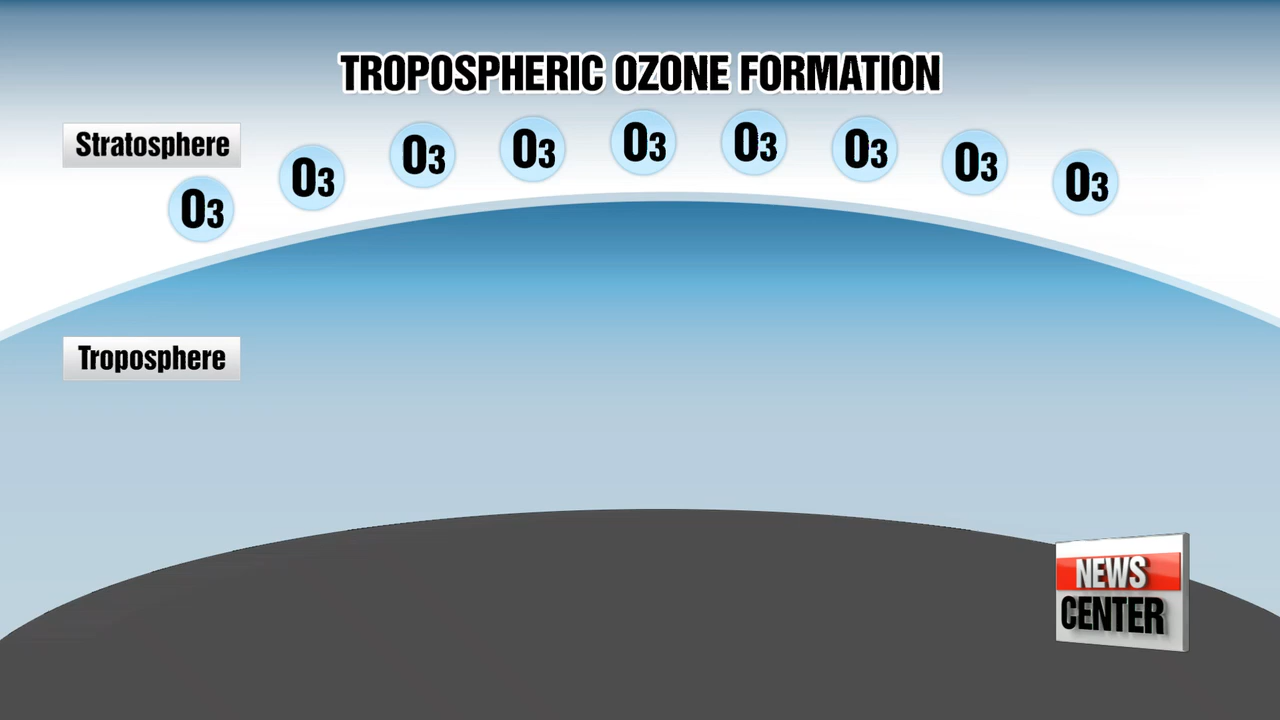 TROPOSPHERIC OZONE FORMATION
Stratosphere
O3 O3 O3 O3 O3 O3 O3 O3 O3
Troposphere
NEWS
CENTER